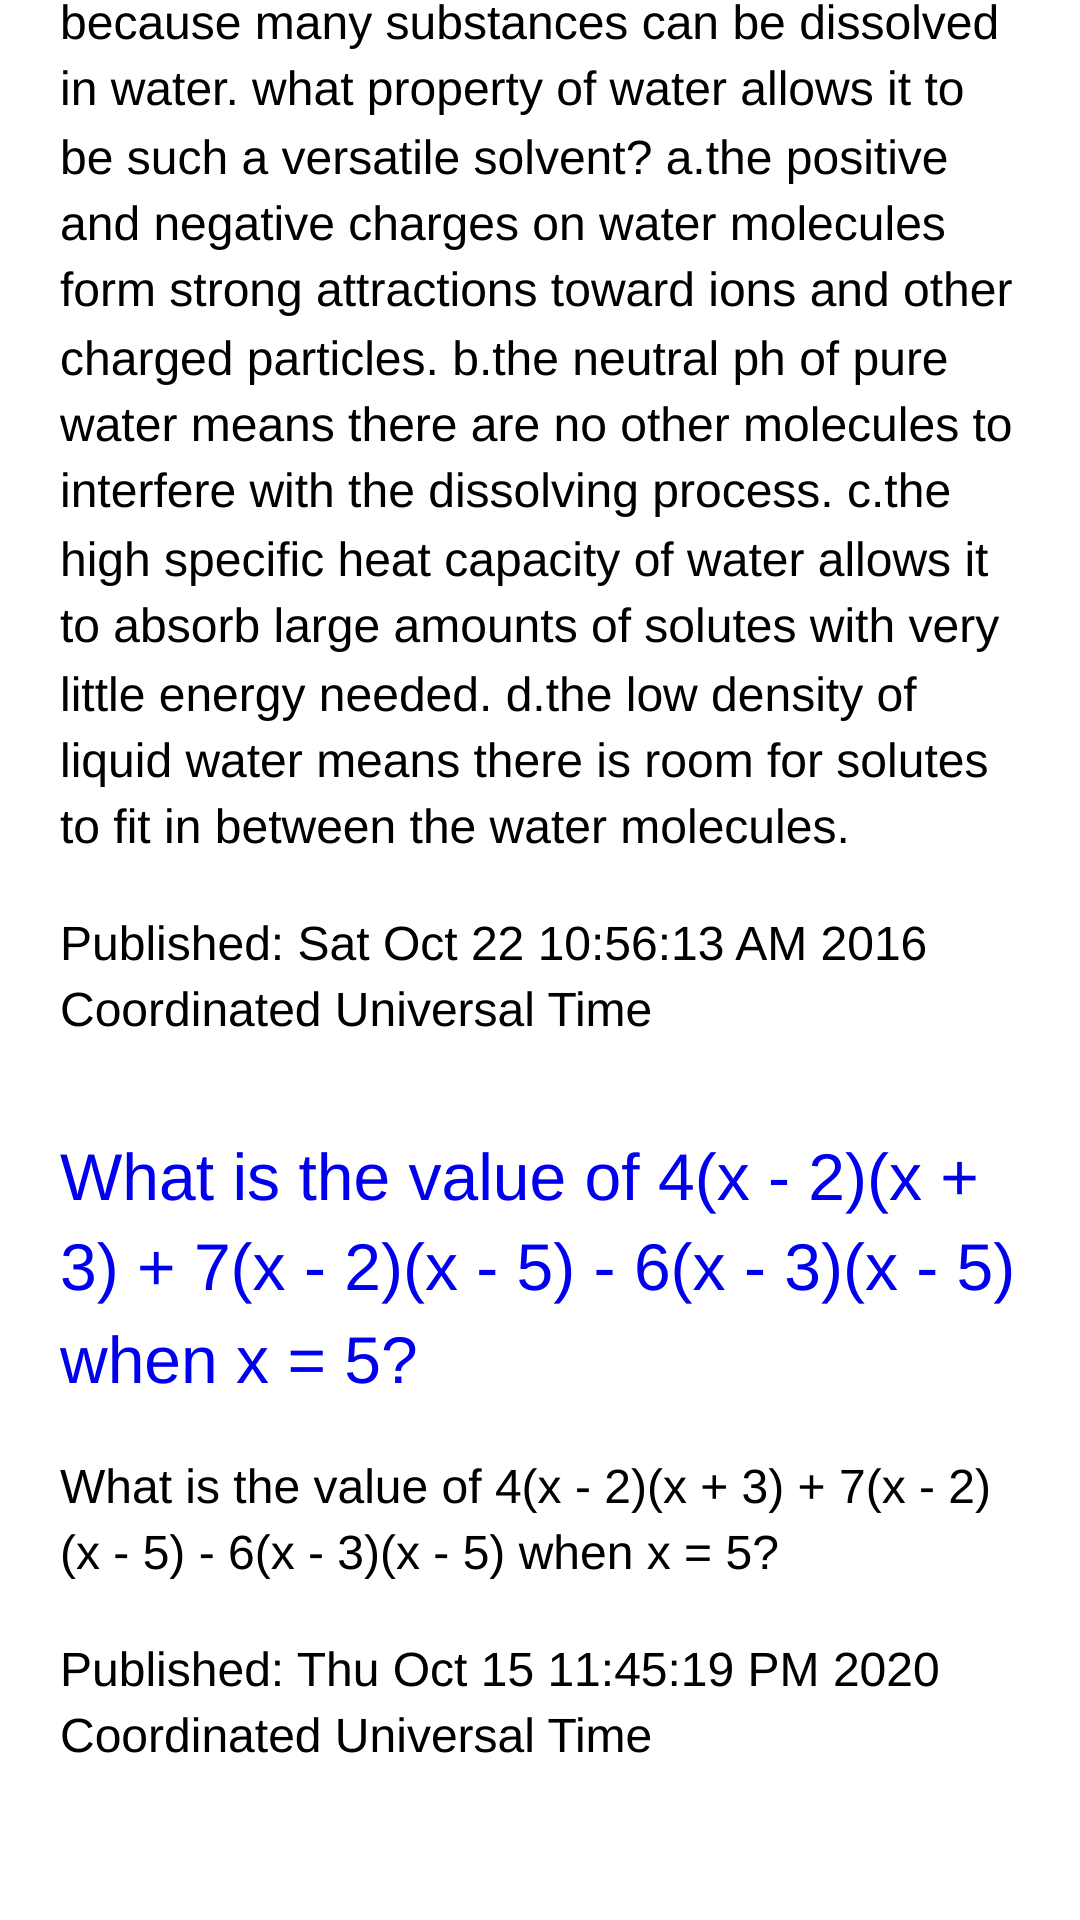 because many substances can be dissolved
in water. what property of water allows it to
be such a versatile solvent? a.the positive
and negative charges on water molecules
form strong attractions toward ions and other
charged particles. b.the neutral ph of pure
water means there are no other molecules to
interfere with the dissolving process. c.the
high specific heat capacity of water allows it
to absorb large amounts of solutes with very
little energy needed. d.the low density of
liquid water means there is room for solutes
to fit in between the water molecules.
Published: Sat Oct 22 10:56:13 AM 2016
Coordinated Universal Time
What is the value of 4(x - 2)(x +
3) + 7(x - 2)(x - 5) - 6(x - 3)(x - 5)
when x = 5?
What is the value of 4(x - 2)(x + 3) + 7(x - 2)
(x - 5) - 6(x - 3)(x - 5) when x = 5?
Published: Thu Oct 15 11:45:19 PM 2020
Coordinated Universal Time